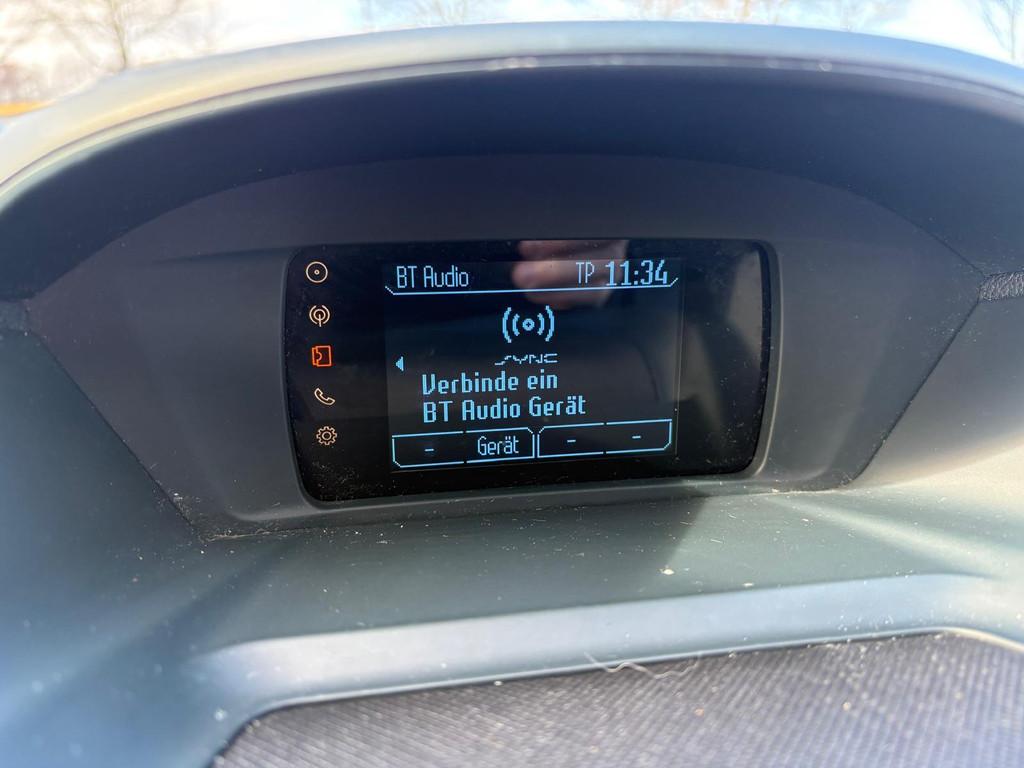 BT Audio TP 11:34
SYNC
Verbinde ein
BT Audio Gerät
- Gerät - -